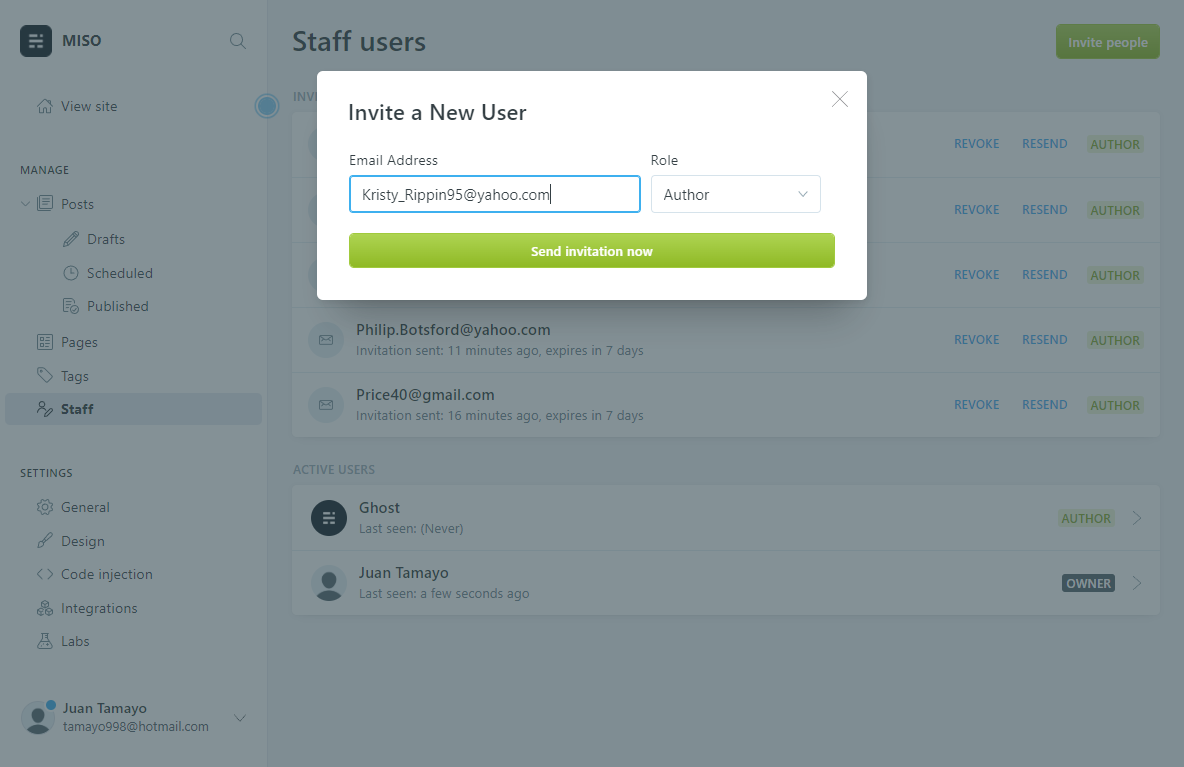 MISO
View site
MANAGE
Posts
Drafts
Scheduled
Published
Pages
Tags
Staff
SETTINGS
General
Design
Code injection
Integrations
Labs
Juan Tamayo
tamayo998@hotmail.com
Staff users
Invite people
Invite a New User
Email Address
Role
Kristy_Rippin95@yahoo.com
Author
Send invitation now
REVOKE RESEND AUTHOR
REVOKE RESEND AUTHOR
REVOKE RESEND AUTHOR
Philip.Botsford@yahoo.com
Invitation sent: 11 minutes ago, expires in 7 days
REVOKE RESEND AUTHOR
Price40@gmail.com
Invitation sent: 16 minutes ago, expires in 7 days
REVOKE RESEND AUTHOR
ACTIVE USERS
Ghost
Last seen: (Never)
AUTHOR
Juan Tamayo
Last seen: a few seconds ago
OWNER